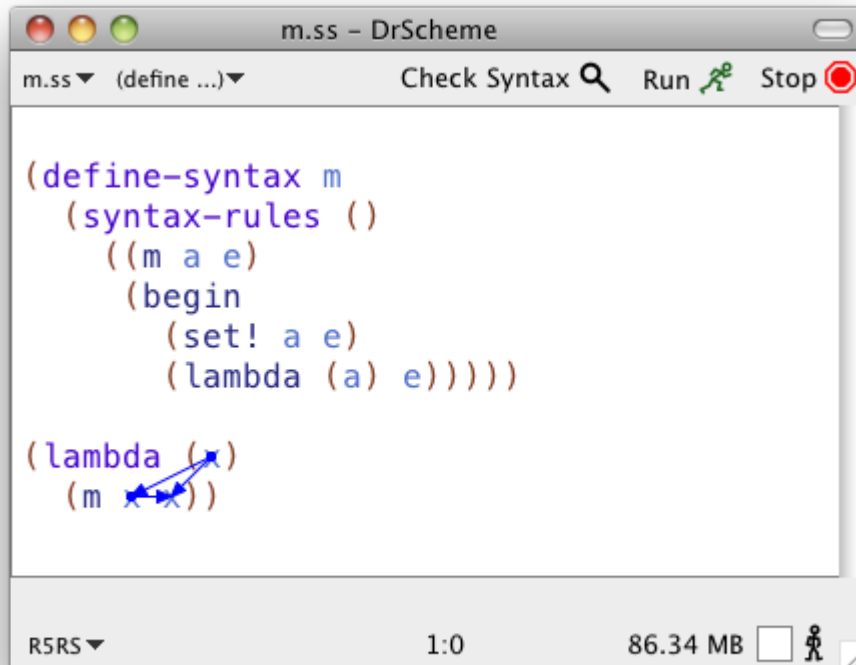 m.ss – DrScheme
m.ss (define ...) Check Syntax Run Stop
(define-syntax m
(syntax-rules ()
((m a e)
(begin
(set! a e)
(lambda (a) e)))))
(lambda (x)
(m x x))
R5RS 1:0 86.34 MB